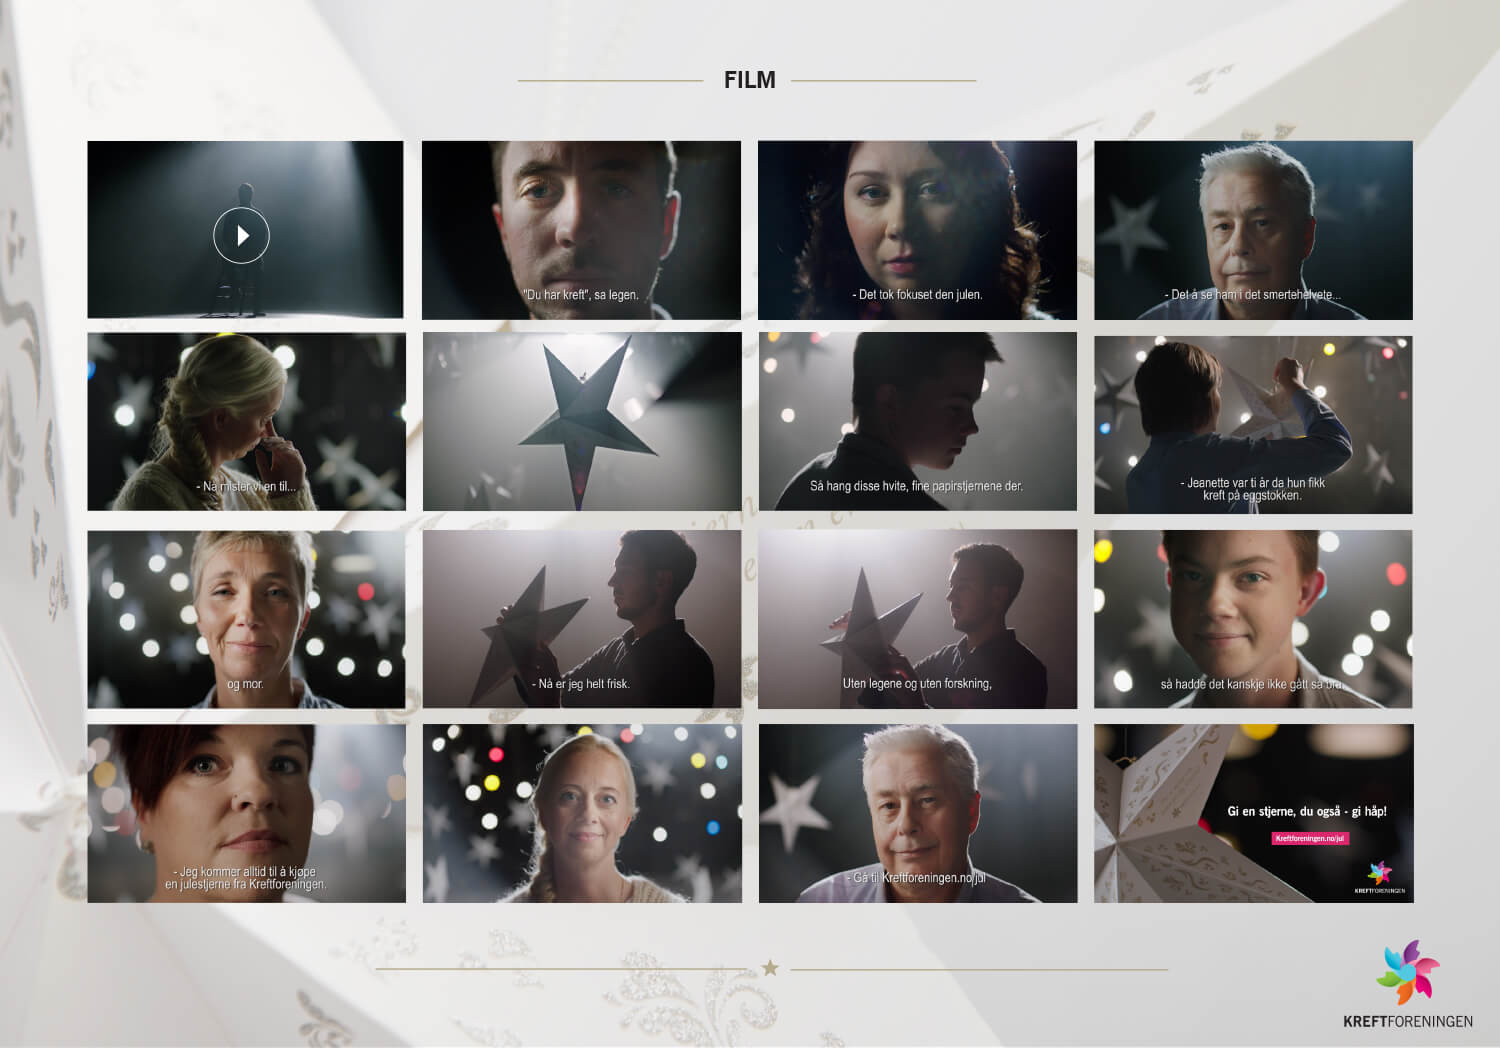 FILM
"Du har kreft", sa legen.
- Det tok fokuset den julen.
- Det å se ham i det smertehelvete...
- Nå mister vi en til...
Så hang disse hvite, fine papirstjernene der.
- Jeanette var ti år da hun fikk
kreft på eggstokken.
og mor.
- Nå er jeg helt frisk.
Uten legene og uten forskning,
så hadde det kanskje ikke gått så bra.
- Jeg kommer alltid til å kjøpe
en julestjerne fra Kreftforeningen.
- Gå til Kreftforeningen.no/jul
Gi en stjerne, du også - gi håp!
Kreftforeningen.no/jul
KREFTFORENINGEN
KREFTFORENINGEN